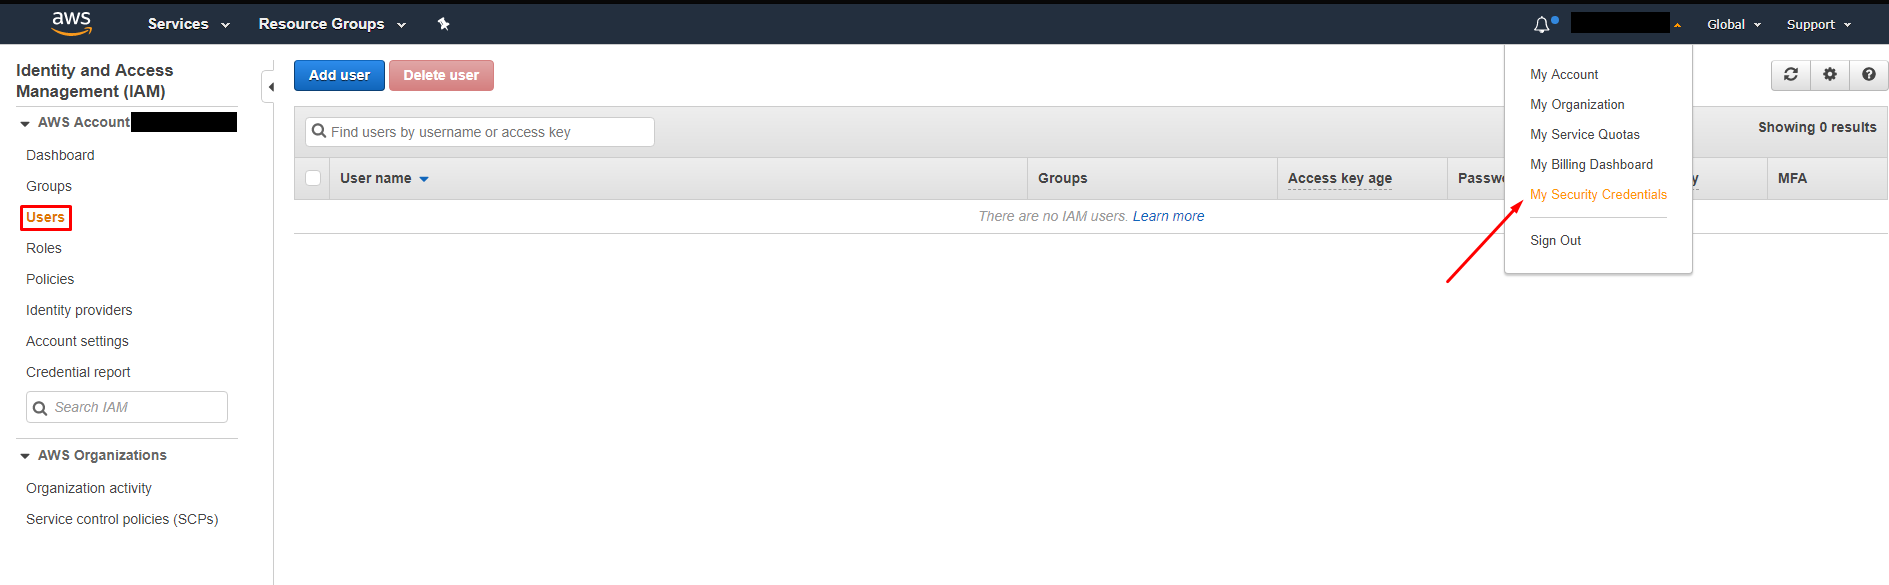 aws
Services
Resource Groups
Global
Support
Identity and Access
Management (IAM)
AWS Account
Dashboard
Groups
Users
Roles
Policies
Identity providers
Account settings
Credential report
Search IAM
AWS Organizations
Organization activity
Service control policies (SCPs)
Add user
Delete user
Find users by username or access key
Showing 0 results
User name
Groups
Access key age
MFA
There are no IAM users. Learn more
My Account
My Organization
My Service Quotas
My Billing Dashboard
My Security Credentials
Sign Out